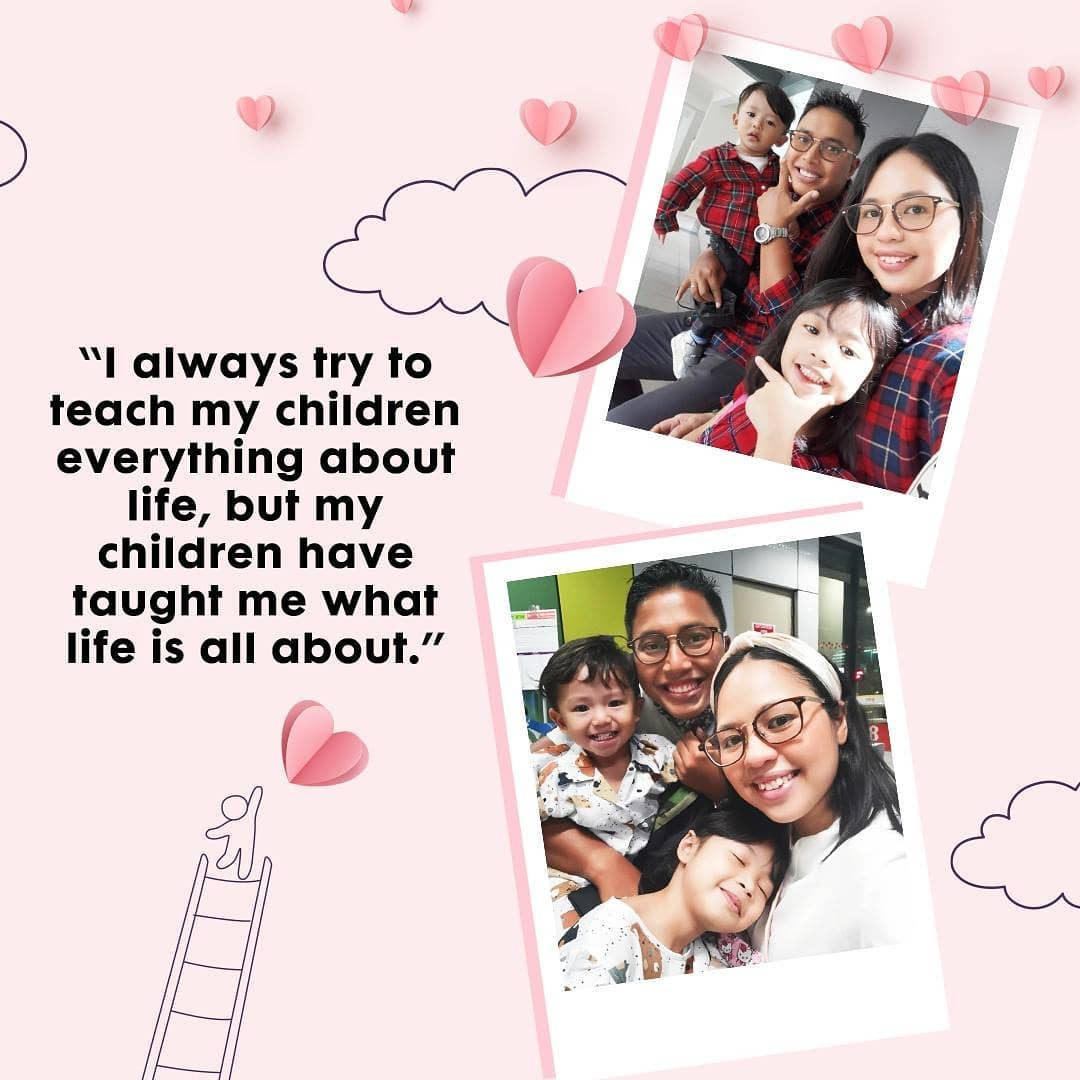 “I always try to
teach my children
everything about
life, but my
children have
taught me what
life is all about.”